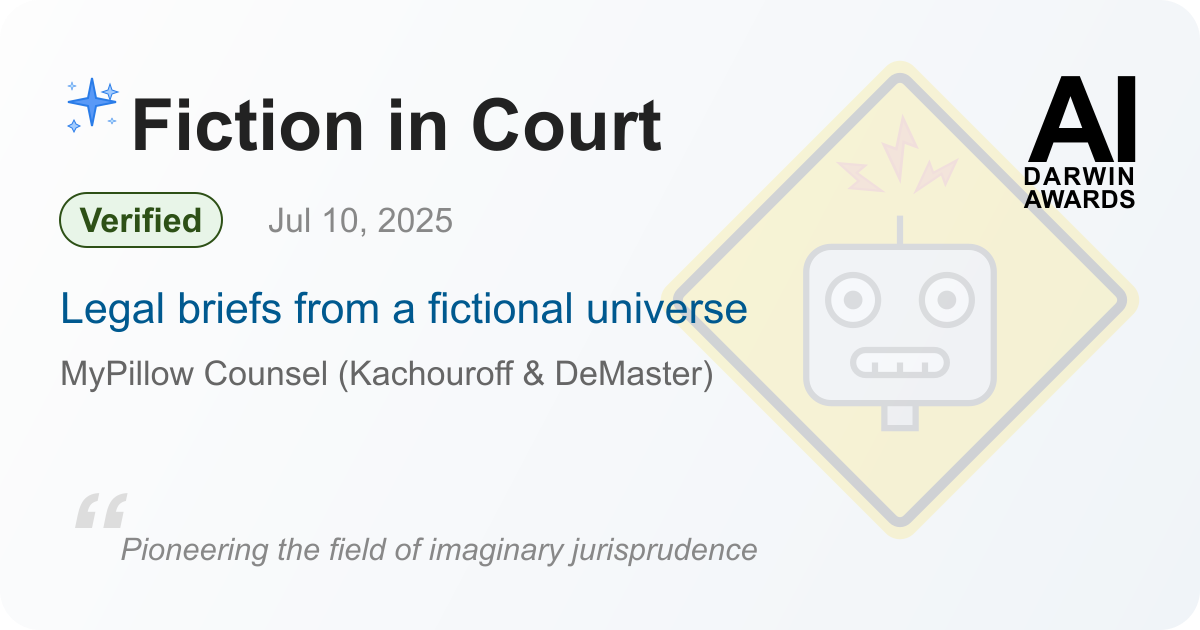 Fiction in Court
AI
DARWIN
AWARDS
Verified
Jul 10, 2025
Legal briefs from a fictional universe
MyPillow Counsel (Kachouroff & DeMaster)
“
Pioneering the field of imaginary jurisprudence